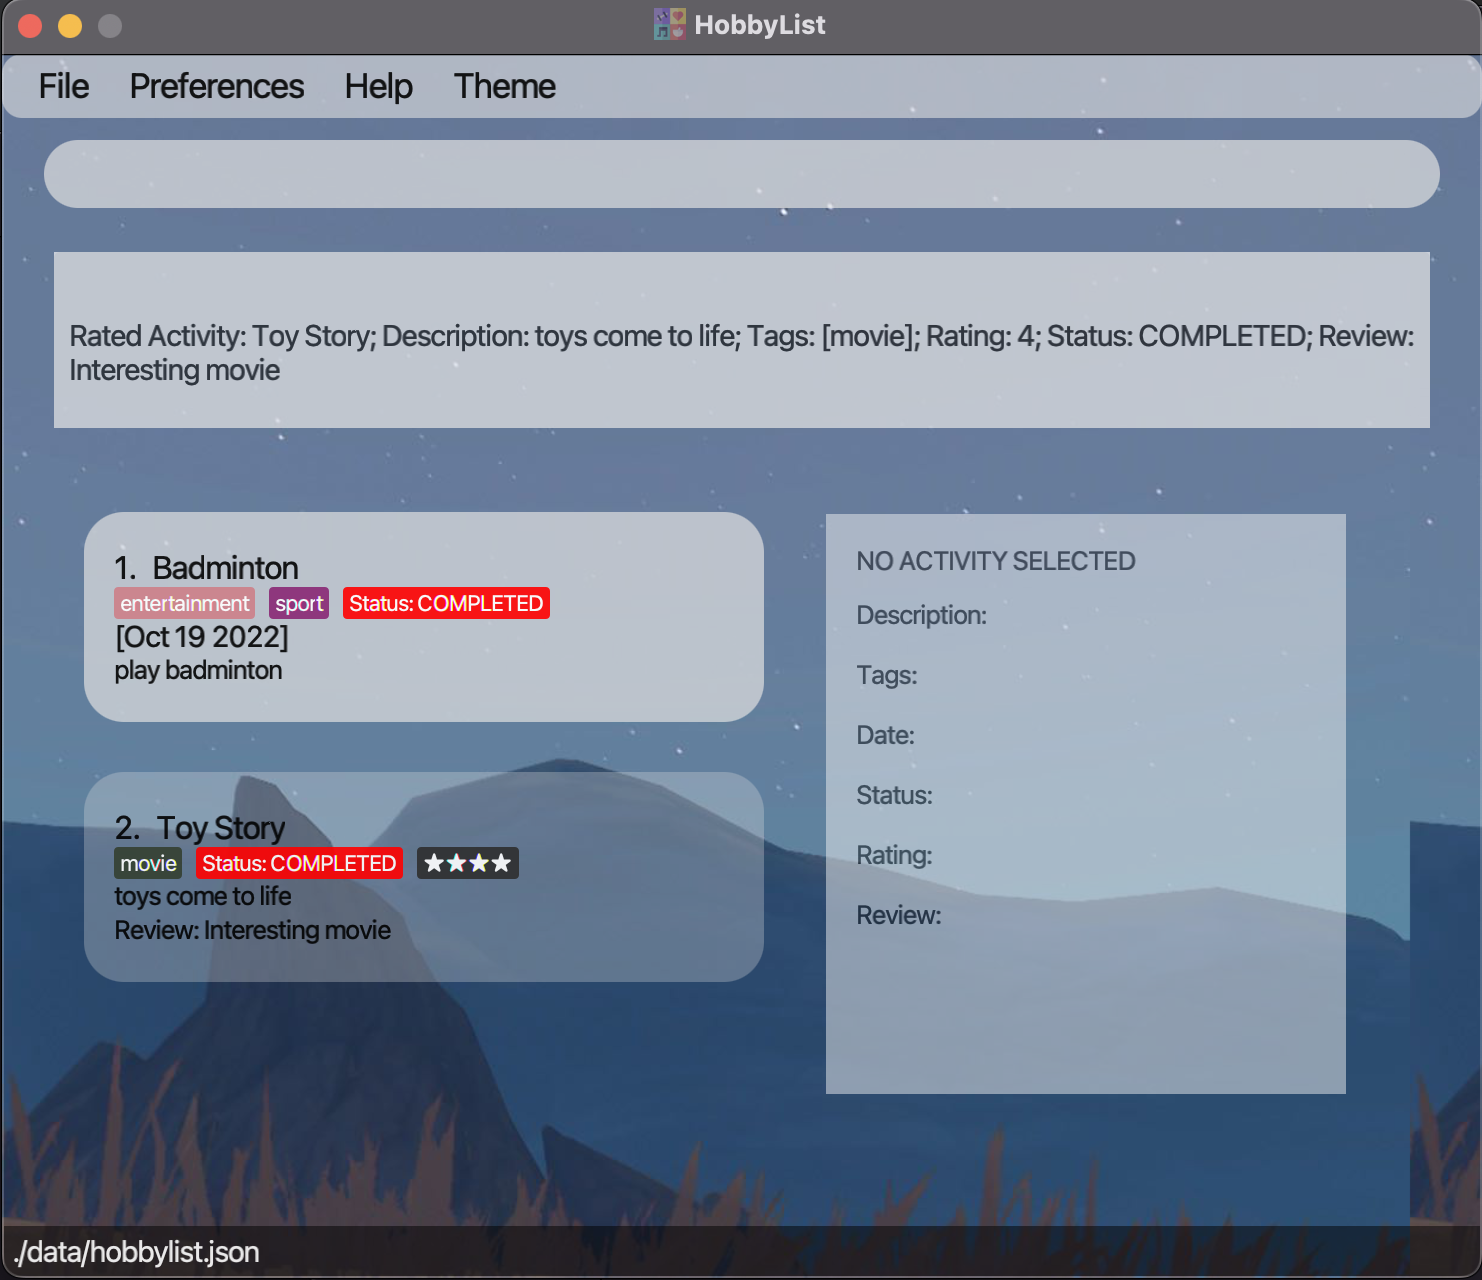 HobbyList
File Preferences Help Theme
Rated Activity: Toy Story; Description: toys come to life; Tags: [movie]; Rating: 4; Status: COMPLETED; Review:
Interesting movie
1. Badminton
entertainment sport Status: COMPLETED
[Oct 19 2022]
play badminton
2. Toy Story
movie Status: COMPLETED ★★★★
toys come to life
Review: Interesting movie
NO ACTIVITY SELECTED
Description:
Tags:
Date:
Status:
Rating:
Review:
./data/hobbylist.json